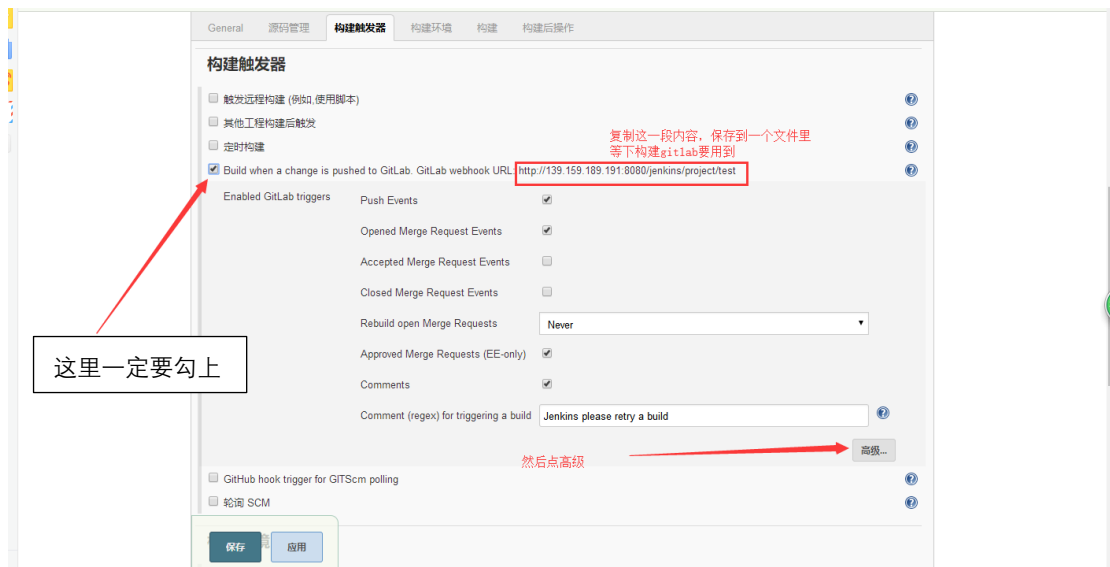 General 源码管理 构建触发器 构建环境 构建 构建后操作
构建触发器
触发远程构建 (例如,使用脚本)
其他工程构建后触发
复制这一段内容，保存到一个文件里
等下构建gitlab要用到
定时构建
Build when a change is pushed to GitLab. GitLab webhook URL: http://139.159.189.191:8080/jenkins/project/test
Enabled GitLab triggers
Push Events
Opened Merge Request Events
Accepted Merge Request Events
Closed Merge Request Events
Rebuild open Merge Requests Never
这里一定要勾上
Approved Merge Requests (EE-only)
Comments
Comment (regex) for triggering a build Jenkins please retry a build
然后点高级
高级...
GitHub hook trigger for GITScm polling
轮询 SCM
保存 应用